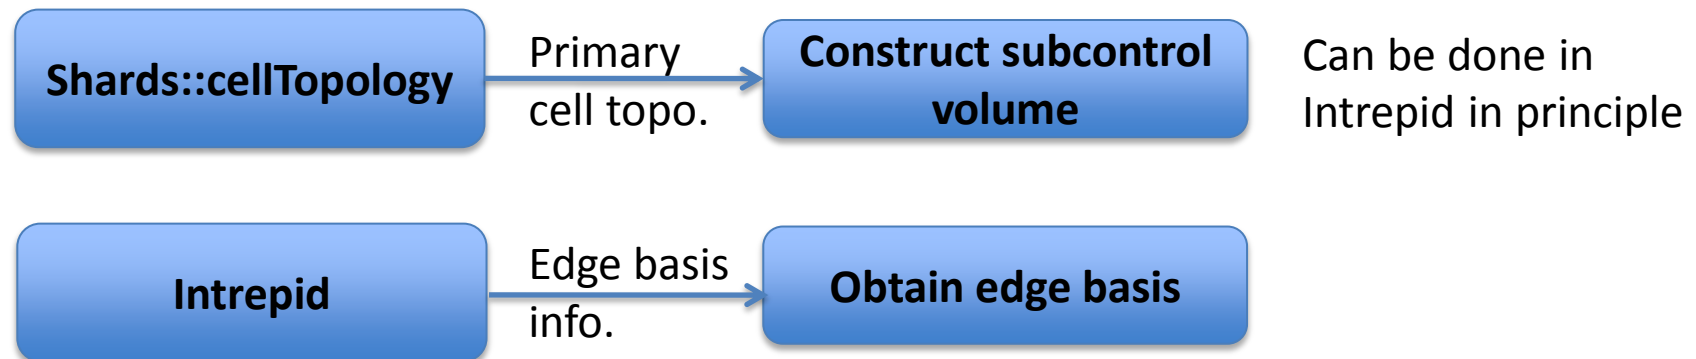 Shards::cellTopology
Primary
cell topo.
Construct subcontrol
volume
Can be done in
Intrepid in principle
Intrepid
Edge basis
info.
Obtain edge basis